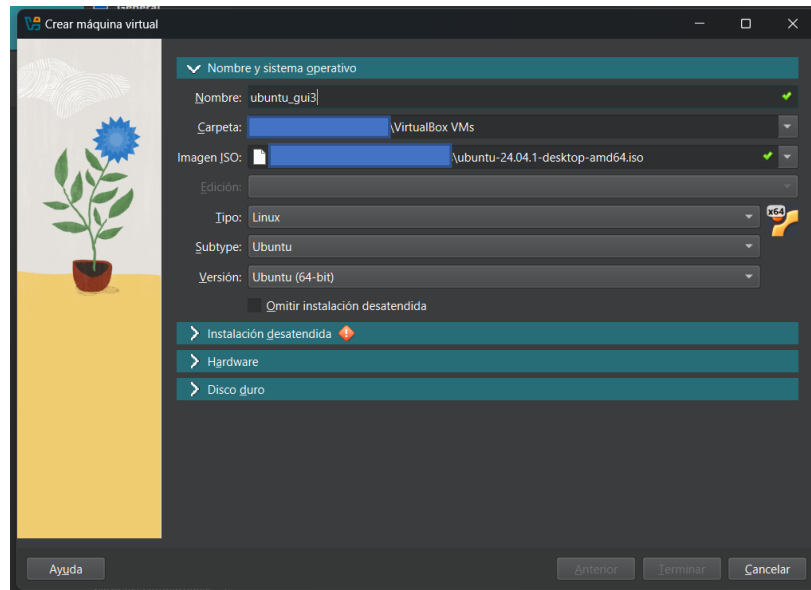 General
Crear máquina virtual
Nombre y sistema operativo
Nombre: ubuntu_gui3
Carpeta: \VirtualBox VMs
Imagen ISO: \ubuntu-24.04.1-desktop-amd64.iso
Edición:
Tipo: Linux
x64
Subtype: Ubuntu
Versión: Ubuntu (64-bit)
Omitir instalación desatendida
Instalación desatendida
Hardware
Disco duro
Ayuda Anterior Terminar Cancelar